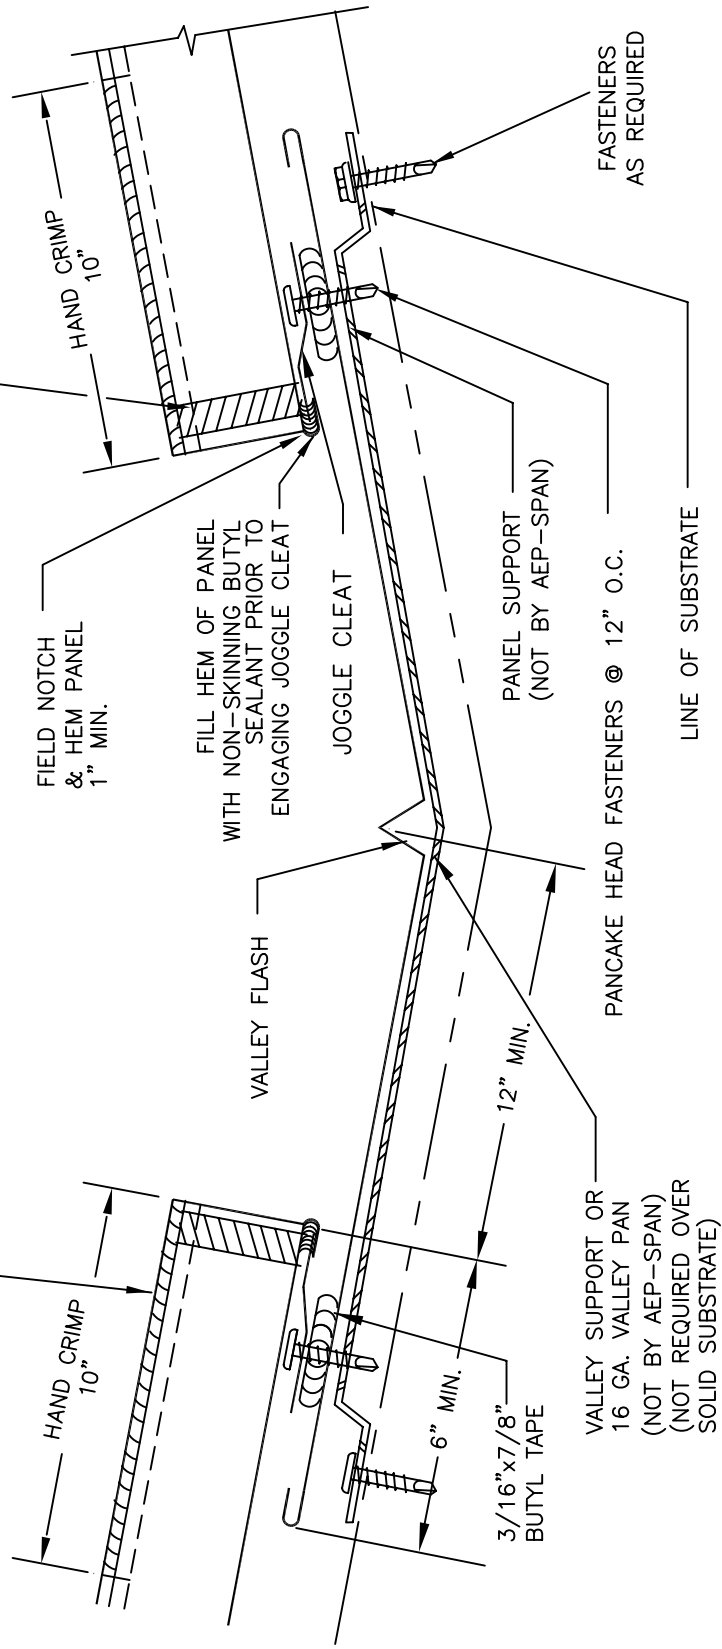 HAND CRIMP
10"
FIELD NOTCH
& HEM PANEL
1" MIN.
FILL HEM OF PANEL
WITH NON-SKINNING BUTYL
SEALANT PRIOR TO
ENGAGING JOGGLE CLEAT
JOGGLE CLEAT
VALLEY FLASH
HAND CRIMP
10"
FASTENERS
AS REQUIRED
LINE OF SUBSTRATE
PANEL SUPPORT
(NOT BY AEP-SPAN)
PANCAKE HEAD FASTENERS @ 12" O.C.
12" MIN.
6" MIN.
VALLEY SUPPORT OR
16 GA. VALLEY PAN
(NOT BY AEP-SPAN)
(NOT REQUIRED OVER
SOLID SUBSTRATE)
3/16"x7/8"
BUTYL TAPE